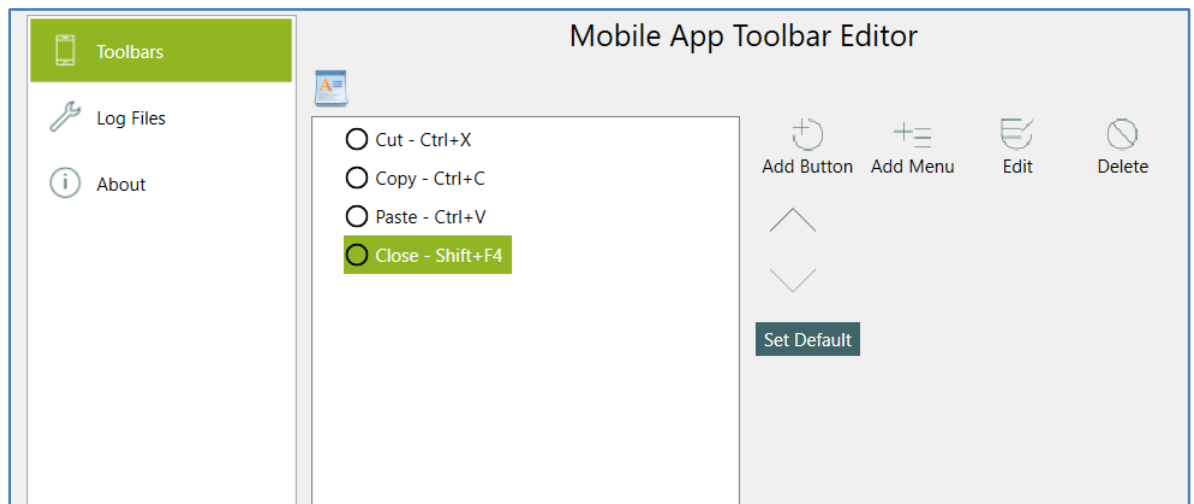 Mobile App Toolbar Editor
Toolbars
Log Files
About
Cut - Ctrl+X
Copy - Ctrl+C
Paste - Ctrl+V
Close - Shift+F4
Add Button
Add Menu
Edit
Delete
Set Default